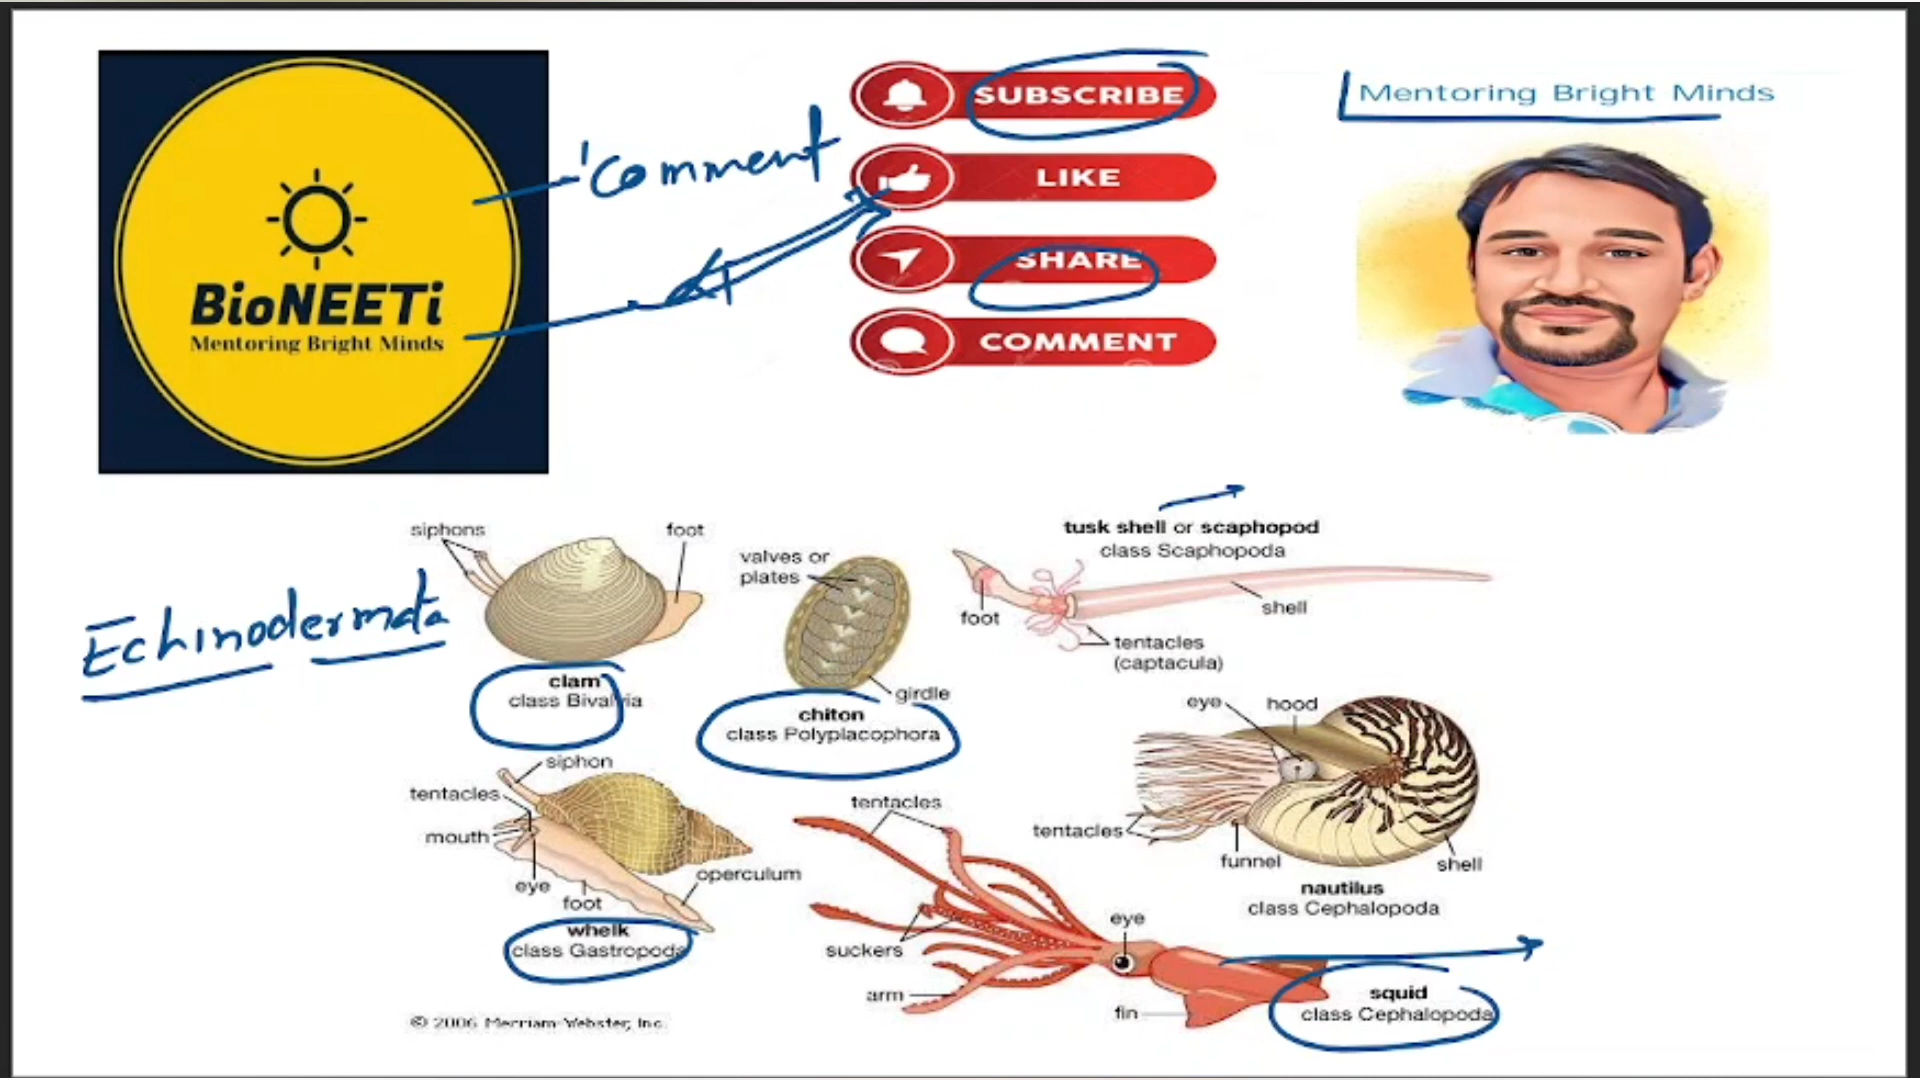 BioNEETi
Mentoring Bright Minds
Comment
SUBSCRIBE
LIKE
SHARE
COMMENT
Mentoring Bright Minds
Echinodermata
siphons
foot
clam
class Bivalvia
valves or
plates
girdle
chiton
class Polyplacophora
tusk shell or scaphopod
class Scaphopoda
foot
shell
tentacles
(captacula)
siphon
tentacles
mouth
eye
foot
operculum
whelk
class Gastropoda
tentacles
suckers
arm
eye
fin
squid
class Cephalopoda
eye
hood
tentacles
funnel
shell
nautilus
class Cephalopoda
© 2006 Merriam-Webster, Inc.